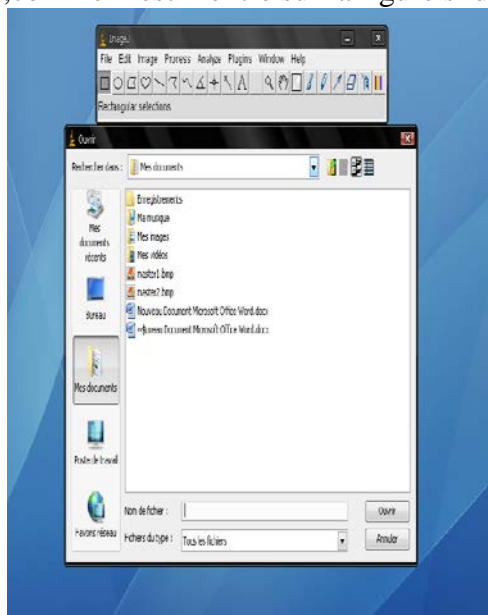 ImageJ
File Edit Image Process Analyze Plugins Window Help
Rectangular selections
Ouvrir
Rechercher dans : Mes documents
Mes documents récents
Bureau
Mes documents
Poste de travail
Favoris réseau
Enregistrements
Ma musique
Mes images
Mes vidéos
master1.bmp
master2.bmp
Nouveau Document Microsoft Office Word.docx
Document Microsoft Office Word.docx
Nom de fichier :
Ouvrir
Fichiers du type : Tous les fichiers
Annuler